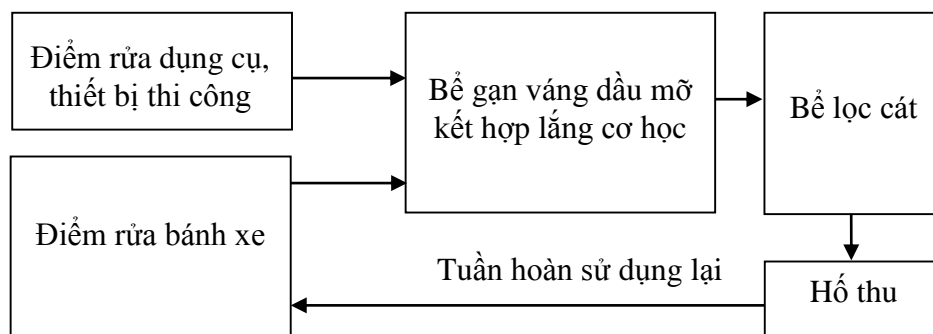 Điểm rửa dụng cụ,
thiết bị thi công
Bể gạn váng dầu mỡ
kết hợp lắng cơ học
Bể lọc cát
Điểm rửa bánh xe
Tuần hoàn sử dụng lại
Hố thu